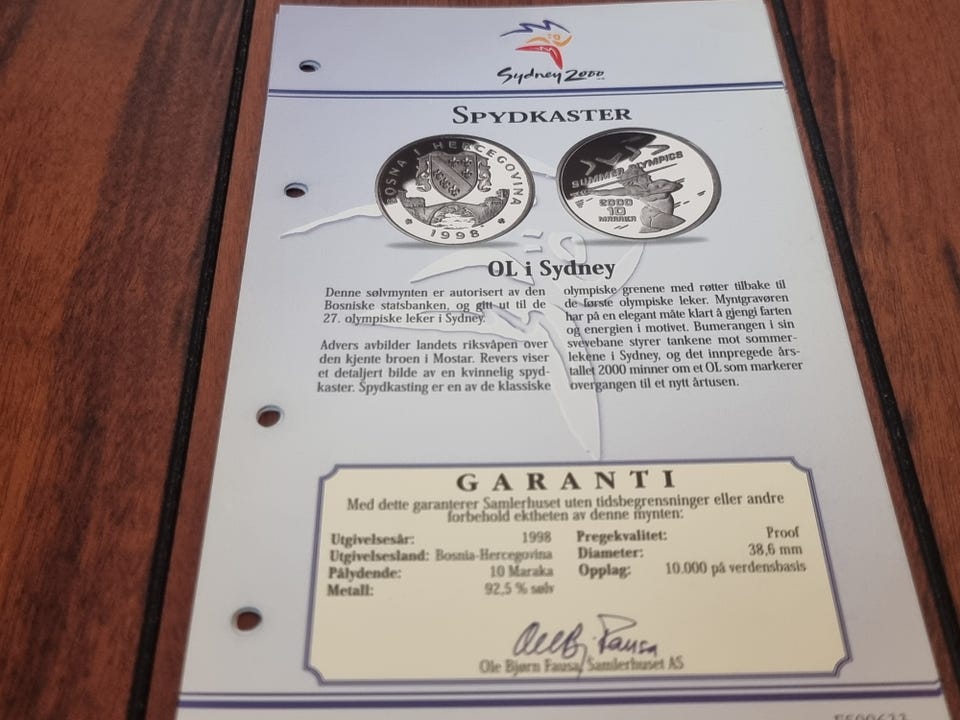 Sydney 2000
SPYDKASTER
BOSNA I HERCEGOVINA
1998
SUMMER OLYMPICS
2000
10
MARAKA
OL i Sydney
Denne sølvmynten er autorisert av den
Bosniske statsbanken, og gitt ut til de
27. olympiske leker i Sydney.
Advers avbilder landets riksvåpen over
den kjente broen i Mostar. Revers viser
et detaljert bilde av en kvinnelig spyd-
kaster. Spydkasting er en av de klassiske
olympiske grenene med røtter tilbake til
de første olympiske leker. Myntgravøren
har på en elegant måte klart å gjengi farten
og energien i motivet. Bumerangen i sin
svevebane styrer tankene mot sommer-
lekene i Sydney, og det innpregede års-
tallet 2000 minner om et OL som markerer
overgangen til et nytt årtusen.
GARANTI
Med dette garanterer Samlerhuset uten tidsbegrensninger eller andre
forbehold ektheten av denne mynten:
Utgivelsesår: 1998
Utgivelsesland: Bosnia-Hercegovina
Pålydende: 10 Maraka
Metall: 92,5 % sølv
Pregekvalitet: Proof
Diameter: 38,6 mm
Opplag: 10.000 på verdensbasis
Ole Bjørn Fausa/Samlerhuset AS